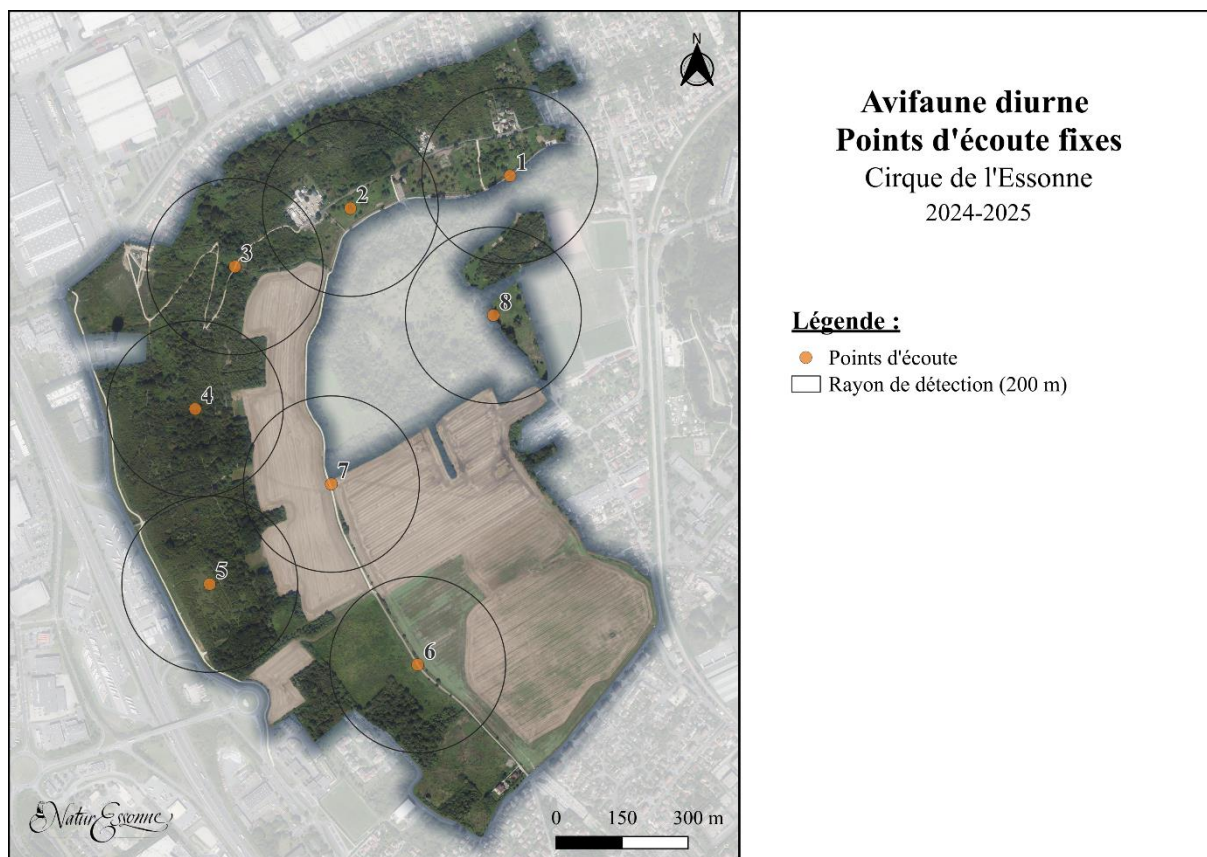 Avifaune diurne
Points d'écoute fixes
Cirque de l'Essonne
2024-2025
Légende :
Points d'écoute
Rayon de détection (200 m)
N
1
2
3
8
4
7
5
6
NaturEssonne
0 150 300 m